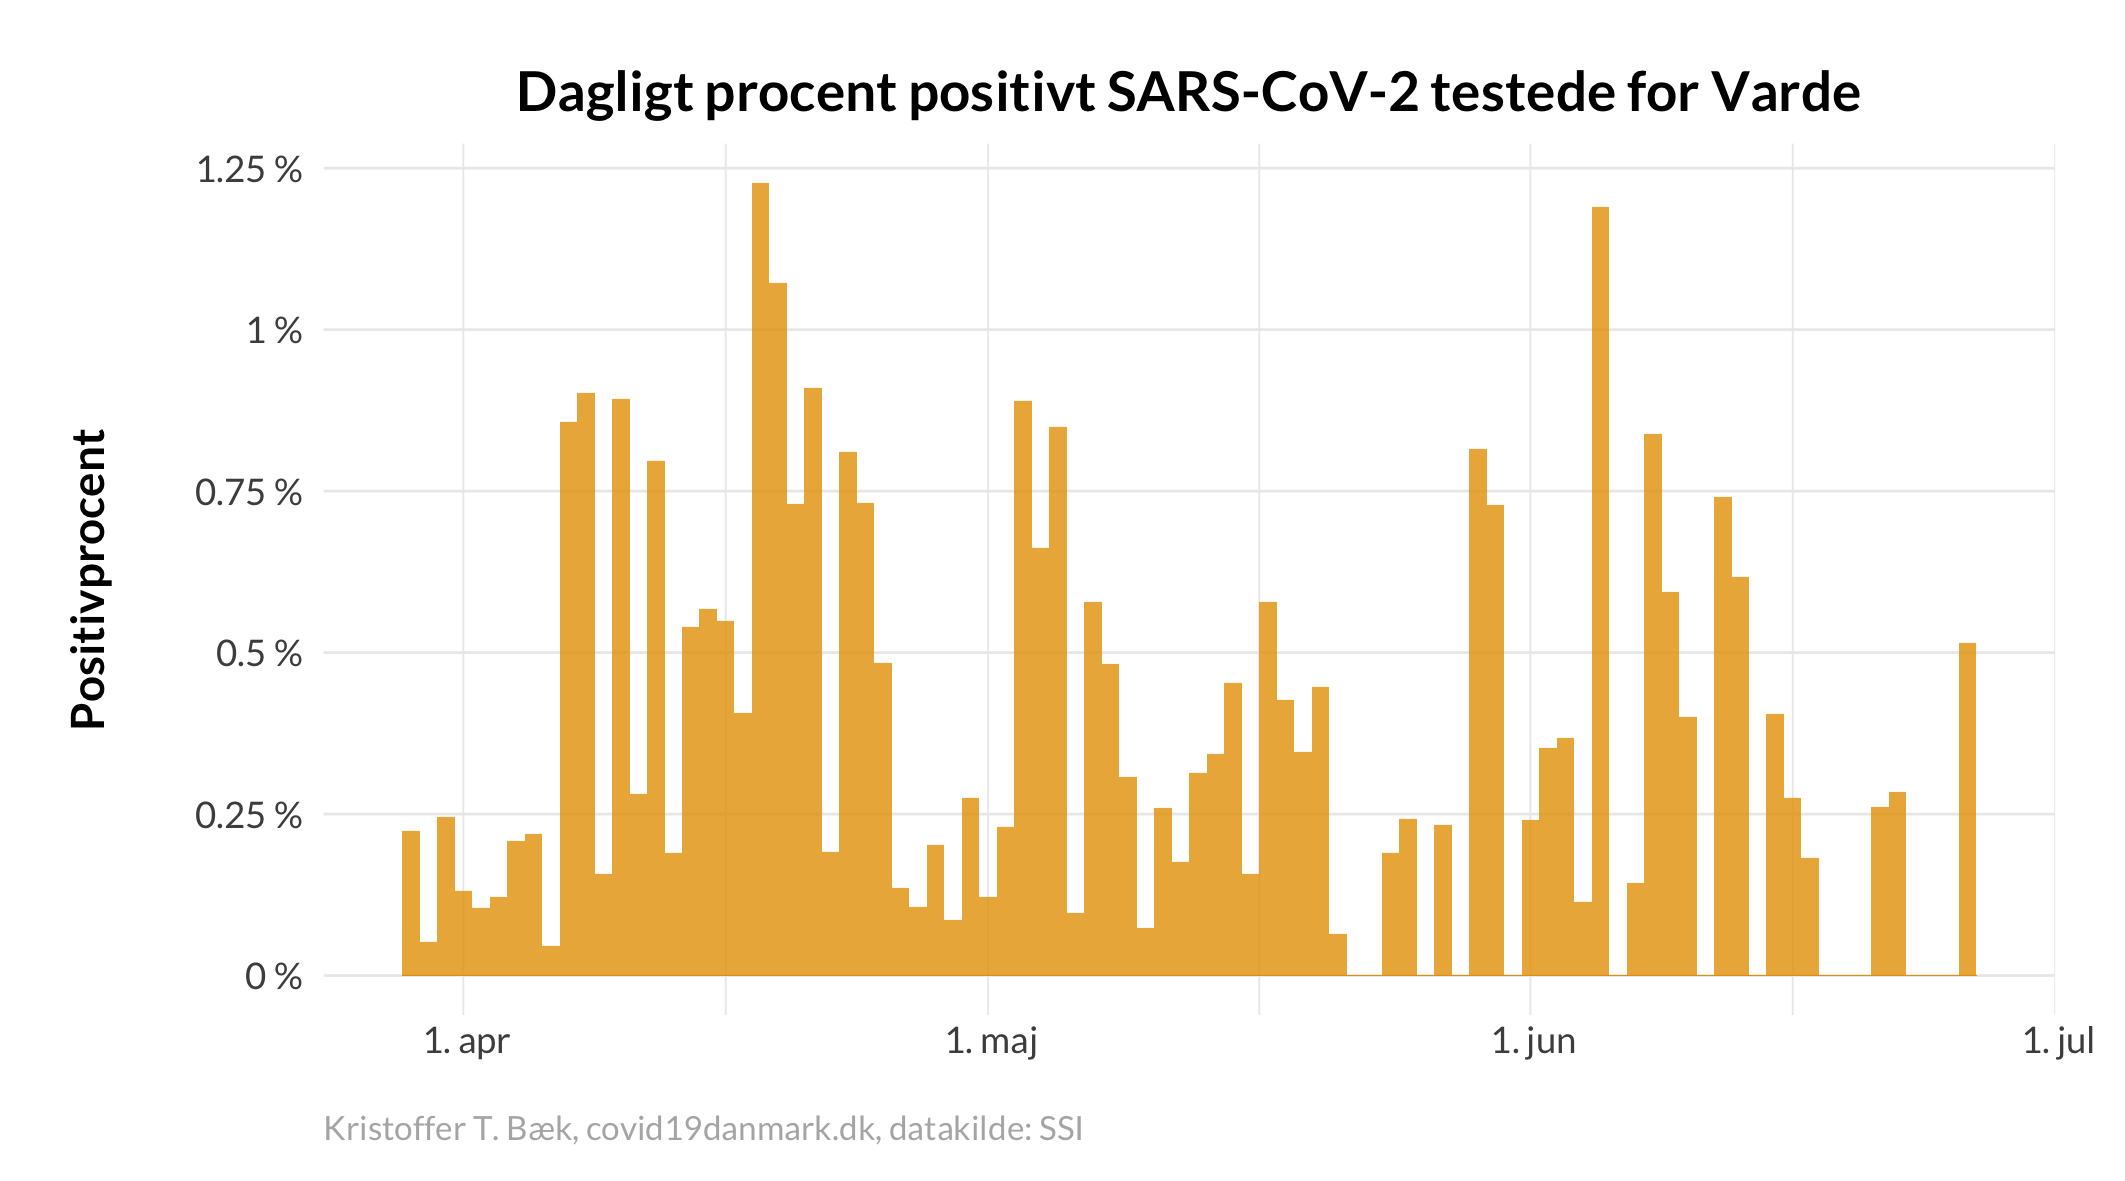 Dagligt procent positivt SARS-CoV-2 testede for Varde
Positivprocent
1.25 %
1 %
0.75 %
0.5 %
0.25 %
0 %
1. apr
1. maj
1. jun
1. jul
Kristoffer T. Bæk, covid19danmark.dk, datakilde: SSI